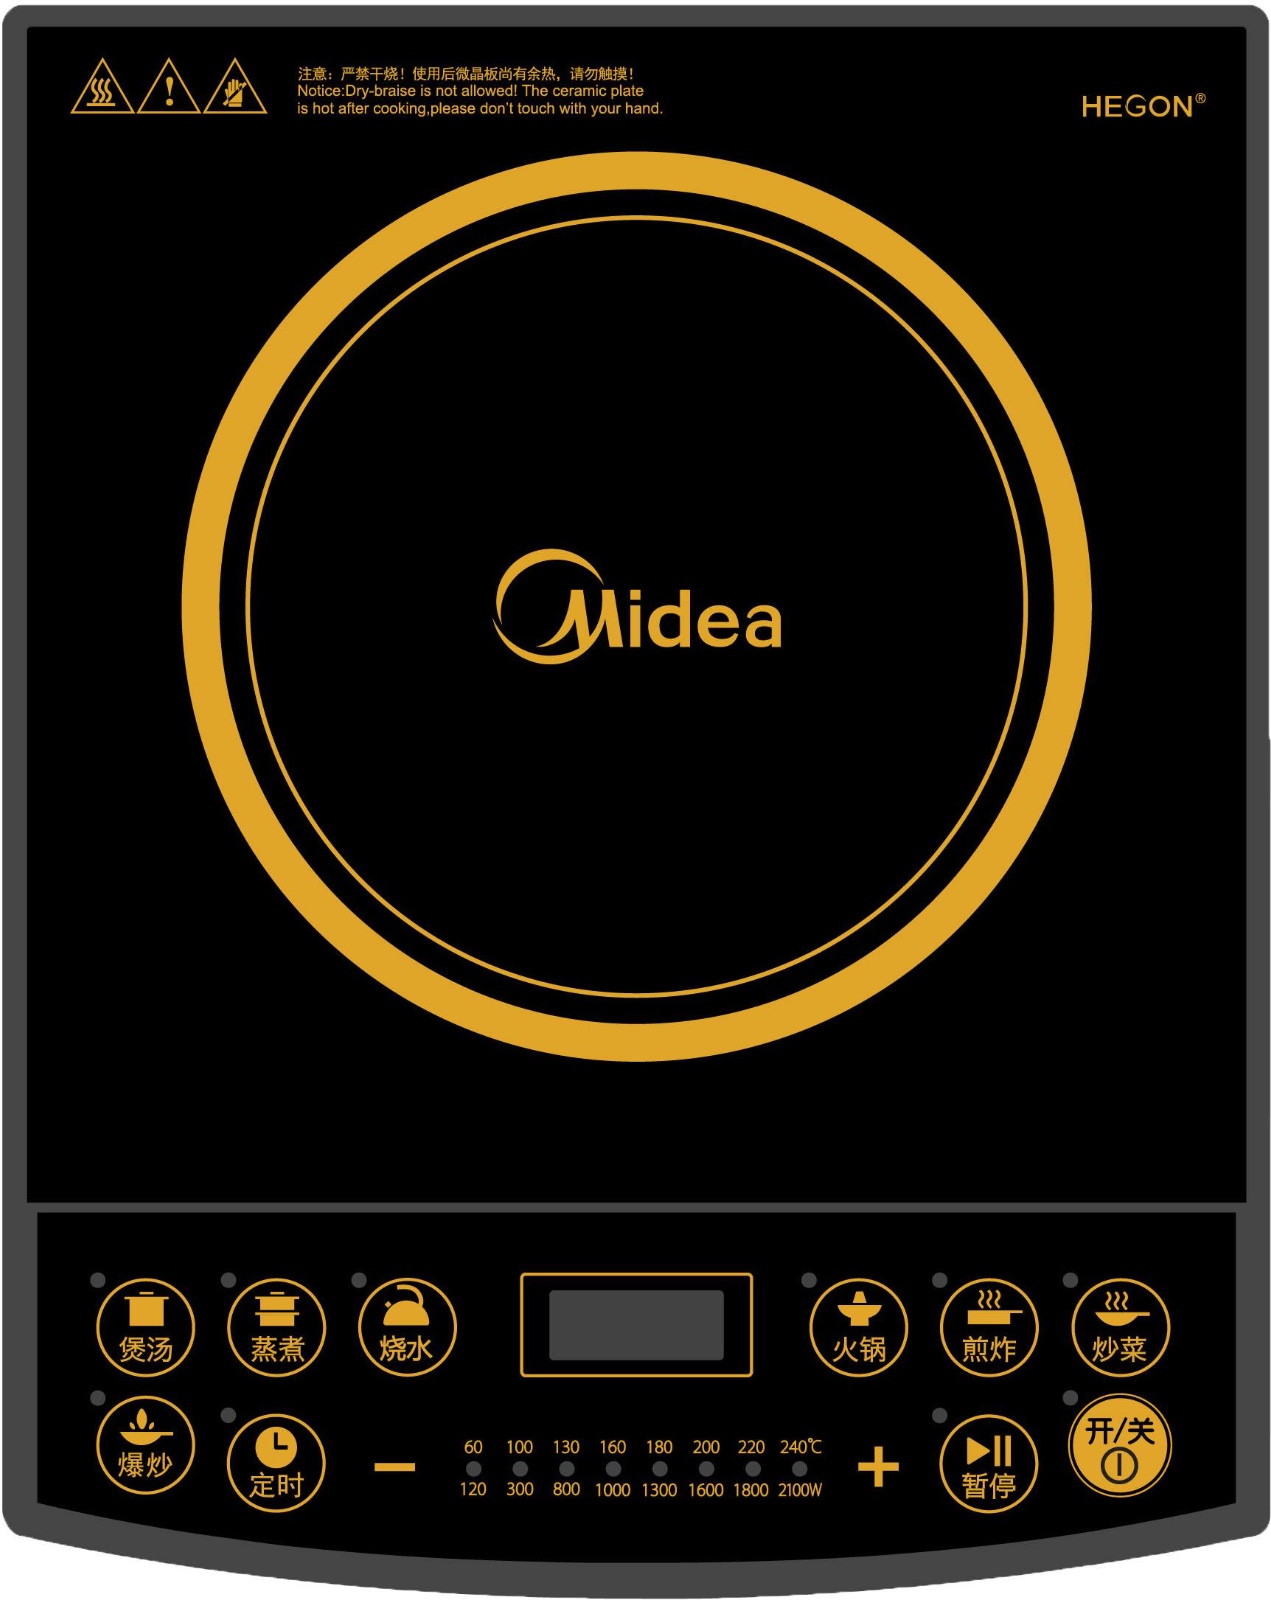 注意：严禁干烧！使用后微晶板尚有余热，请勿触摸！
Notice:Dry-braise is not allowed! The ceramic plate
is hot after cooking,please don't touch with your hand.
HEGON®
Midea
煲汤
蒸煮
烧水
火锅
煎炸
炒菜
爆炒
定时
−
60 100 130 160 180 200 220 240℃
120 300 800 1000 1300 1600 1800 2100W
+
暂停
开/关